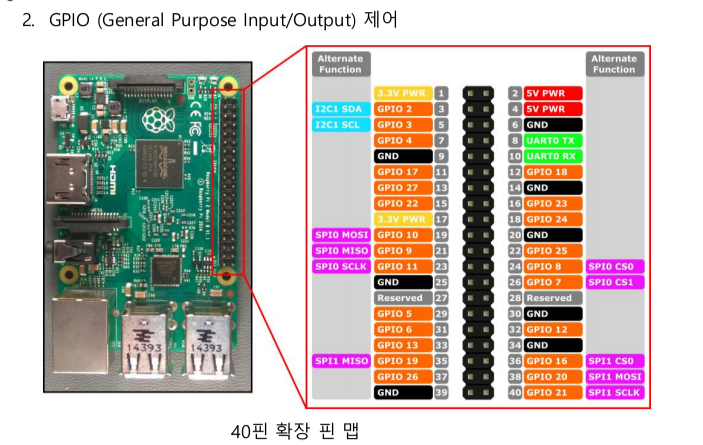 2. GPIO (General Purpose Input/Output) 제어
Alternate Function
Alternate Function
3.3V PWR 1 2 5V PWR
I2C1 SDA GPIO 2 3 4 5V PWR
I2C1 SCL GPIO 3 5 6 GND
GPIO 4 7 8 UART0 TX
GND 9 10 UART0 RX
GPIO 17 11 12 GPIO 18
GPIO 27 13 14 GND
GPIO 22 15 16 GPIO 23
3.3V PWR 17 18 GPIO 24
SPI0 MOSI GPIO 10 19 20 GND
SPI0 MISO GPIO 9 21 22 GPIO 25
SPI0 SCLK GPIO 11 23 24 GPIO 8 SPI0 CS0
GND 25 26 GPIO 7 SPI0 CS1
Reserved 27 28 Reserved
GPIO 5 29 30 GND
GPIO 6 31 32 GPIO 12
GPIO 13 33 34 GND
SPI1 MISO GPIO 19 35 36 GPIO 16 SPI1 CS0
GPIO 26 37 38 GPIO 20 SPI1 MOSI
GND 39 40 GPIO 21 SPI1 SCLK
HDMI
14393
14393
40핀 확장 핀 맵